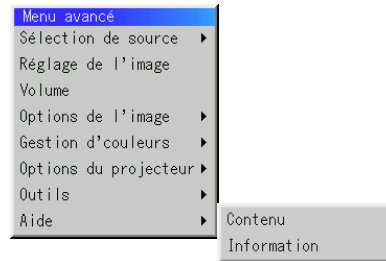 Menu avancé
Sélection de source
Réglage de l'image
Volume
Options de l'image
Gestion d'couleurs
Options du projecteur
Outils
Aide
Contenu
Information